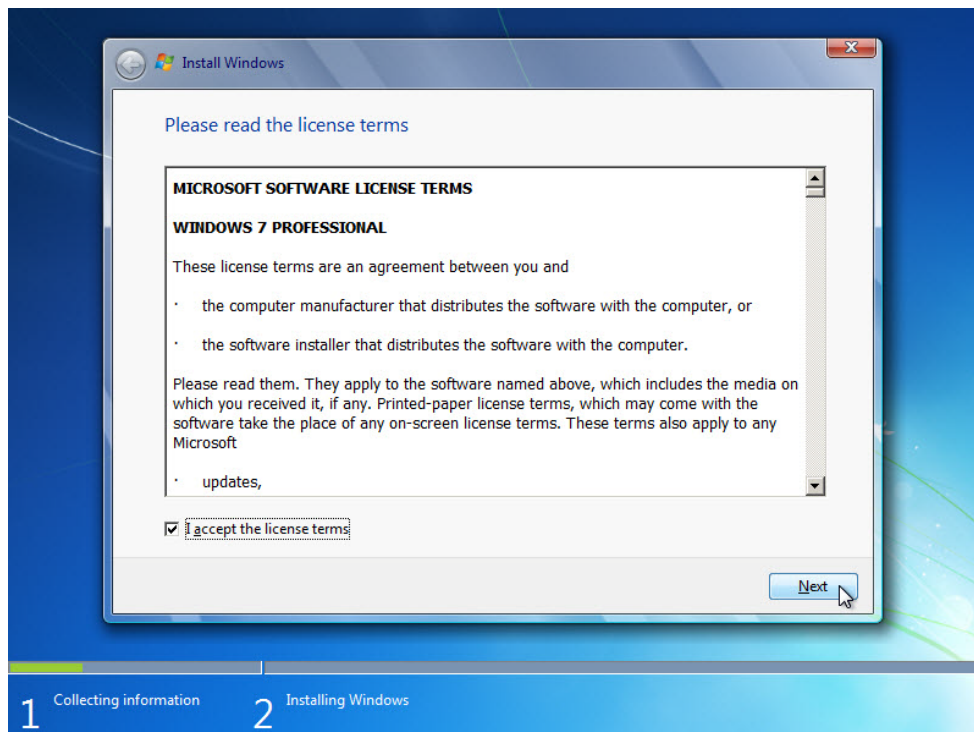 Install Windows
Please read the license terms
MICROSOFT SOFTWARE LICENSE TERMS
WINDOWS 7 PROFESSIONAL
These license terms are an agreement between you and
· the computer manufacturer that distributes the software with the computer, or
· the software installer that distributes the software with the computer.
Please read them. They apply to the software named above, which includes the media on
which you received it, if any. Printed-paper license terms, which may come with the
software take the place of any on-screen license terms. These terms also apply to any
Microsoft
· updates,
I accept the license terms
Next
1 Collecting information 2 Installing Windows